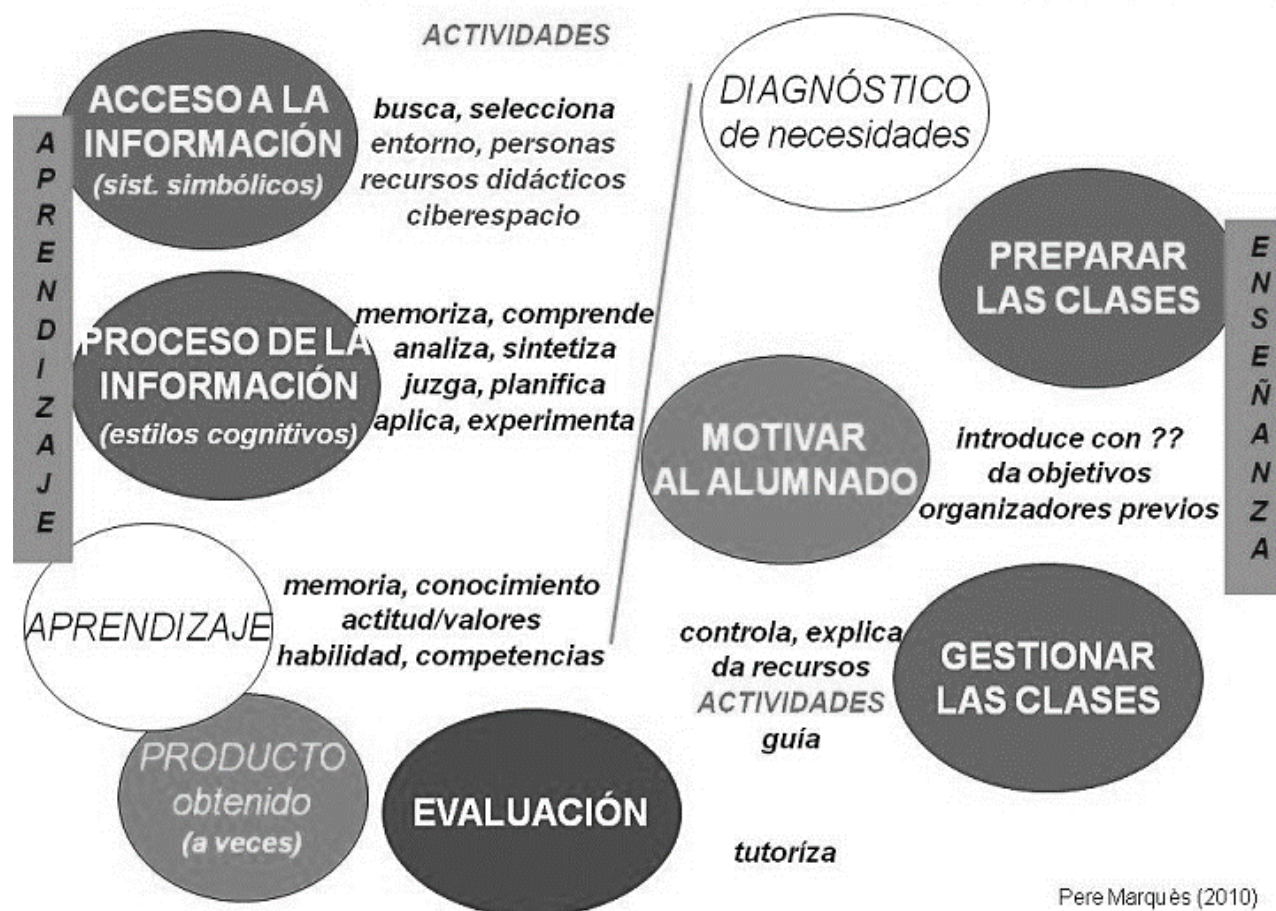 ACTIVIDADES
APRENDIZAJE
ACCESO A LA
INFORMACIÓN
(sist. simbólicos)
busca, selecciona
entorno, personas
recursos didácticos
ciberespacio
PROCESO DE LA
INFORMACIÓN
(estilos cognitivos)
memoriza, comprende
analiza, sintetiza
juzga, planifica
aplica, experimenta
APRENDIZAJE
memoria, conocimiento
actitud/valores
habilidad, competencias
PRODUCTO
obtenido
(a veces)
EVALUACIÓN
DIAGNÓSTICO
de necesidades
PREPARAR
LAS CLASES
ENSEÑANZA
MOTIVAR
AL ALUMNADO
introduce con ??
da objetivos
organizadores previos
controla, explica
da recursos
ACTIVIDADES
guía
GESTIONAR
LAS CLASES
tutoríza
Pere Marquès (2010)